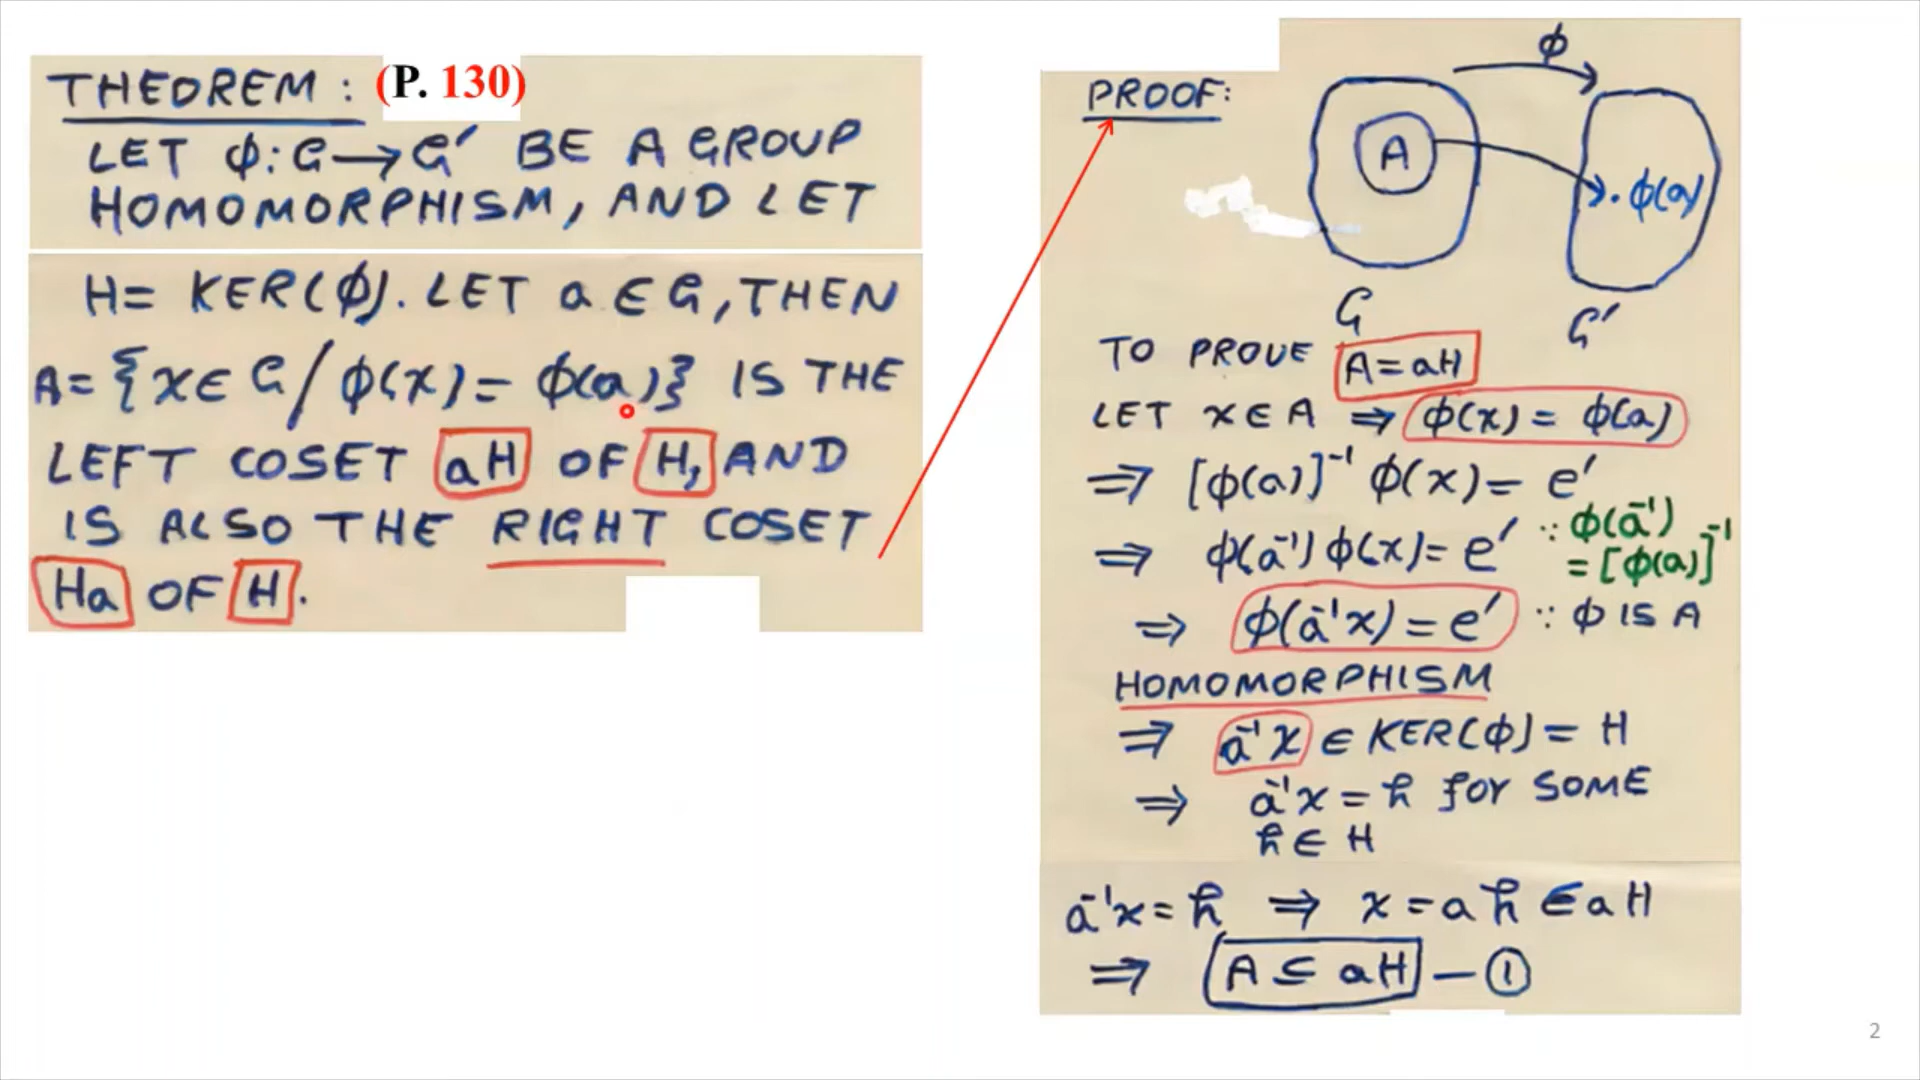 THEOREM: (P. 130)
LET ϕ: G→G′ BE A GROUP
HOMOMORPHISM, AND LET
H= KER(ϕ). LET a∈G, THEN
A= {x∈G / ϕ(x)= ϕ(a)} IS THE
LEFT COSET aH OF H, AND
IS ALSO THE RIGHT COSET
Ha OF H.
PROOF:
ϕ
A
.ϕ(a)
G
G′
TO PROVE A=aH
LET x∈A ⇒ ϕ(x)= ϕ(a)
⇒ [ϕ(a)]⁻¹ ϕ(x)= e′
⇒ ϕ(a⁻¹) ϕ(x)= e′ ∵ ϕ(a⁻¹)
= [ϕ(a)]⁻¹
⇒ ϕ(a⁻¹x) = e′ ∵ ϕ IS A
HOMOMORPHISM
⇒ a⁻¹x ∈ KER(ϕ)= H
⇒ a⁻¹x = h FOR SOME
h∈ H
a⁻¹x = h ⇒ x = a h ∈ aH
⇒ A ⊆ aH — ①
2